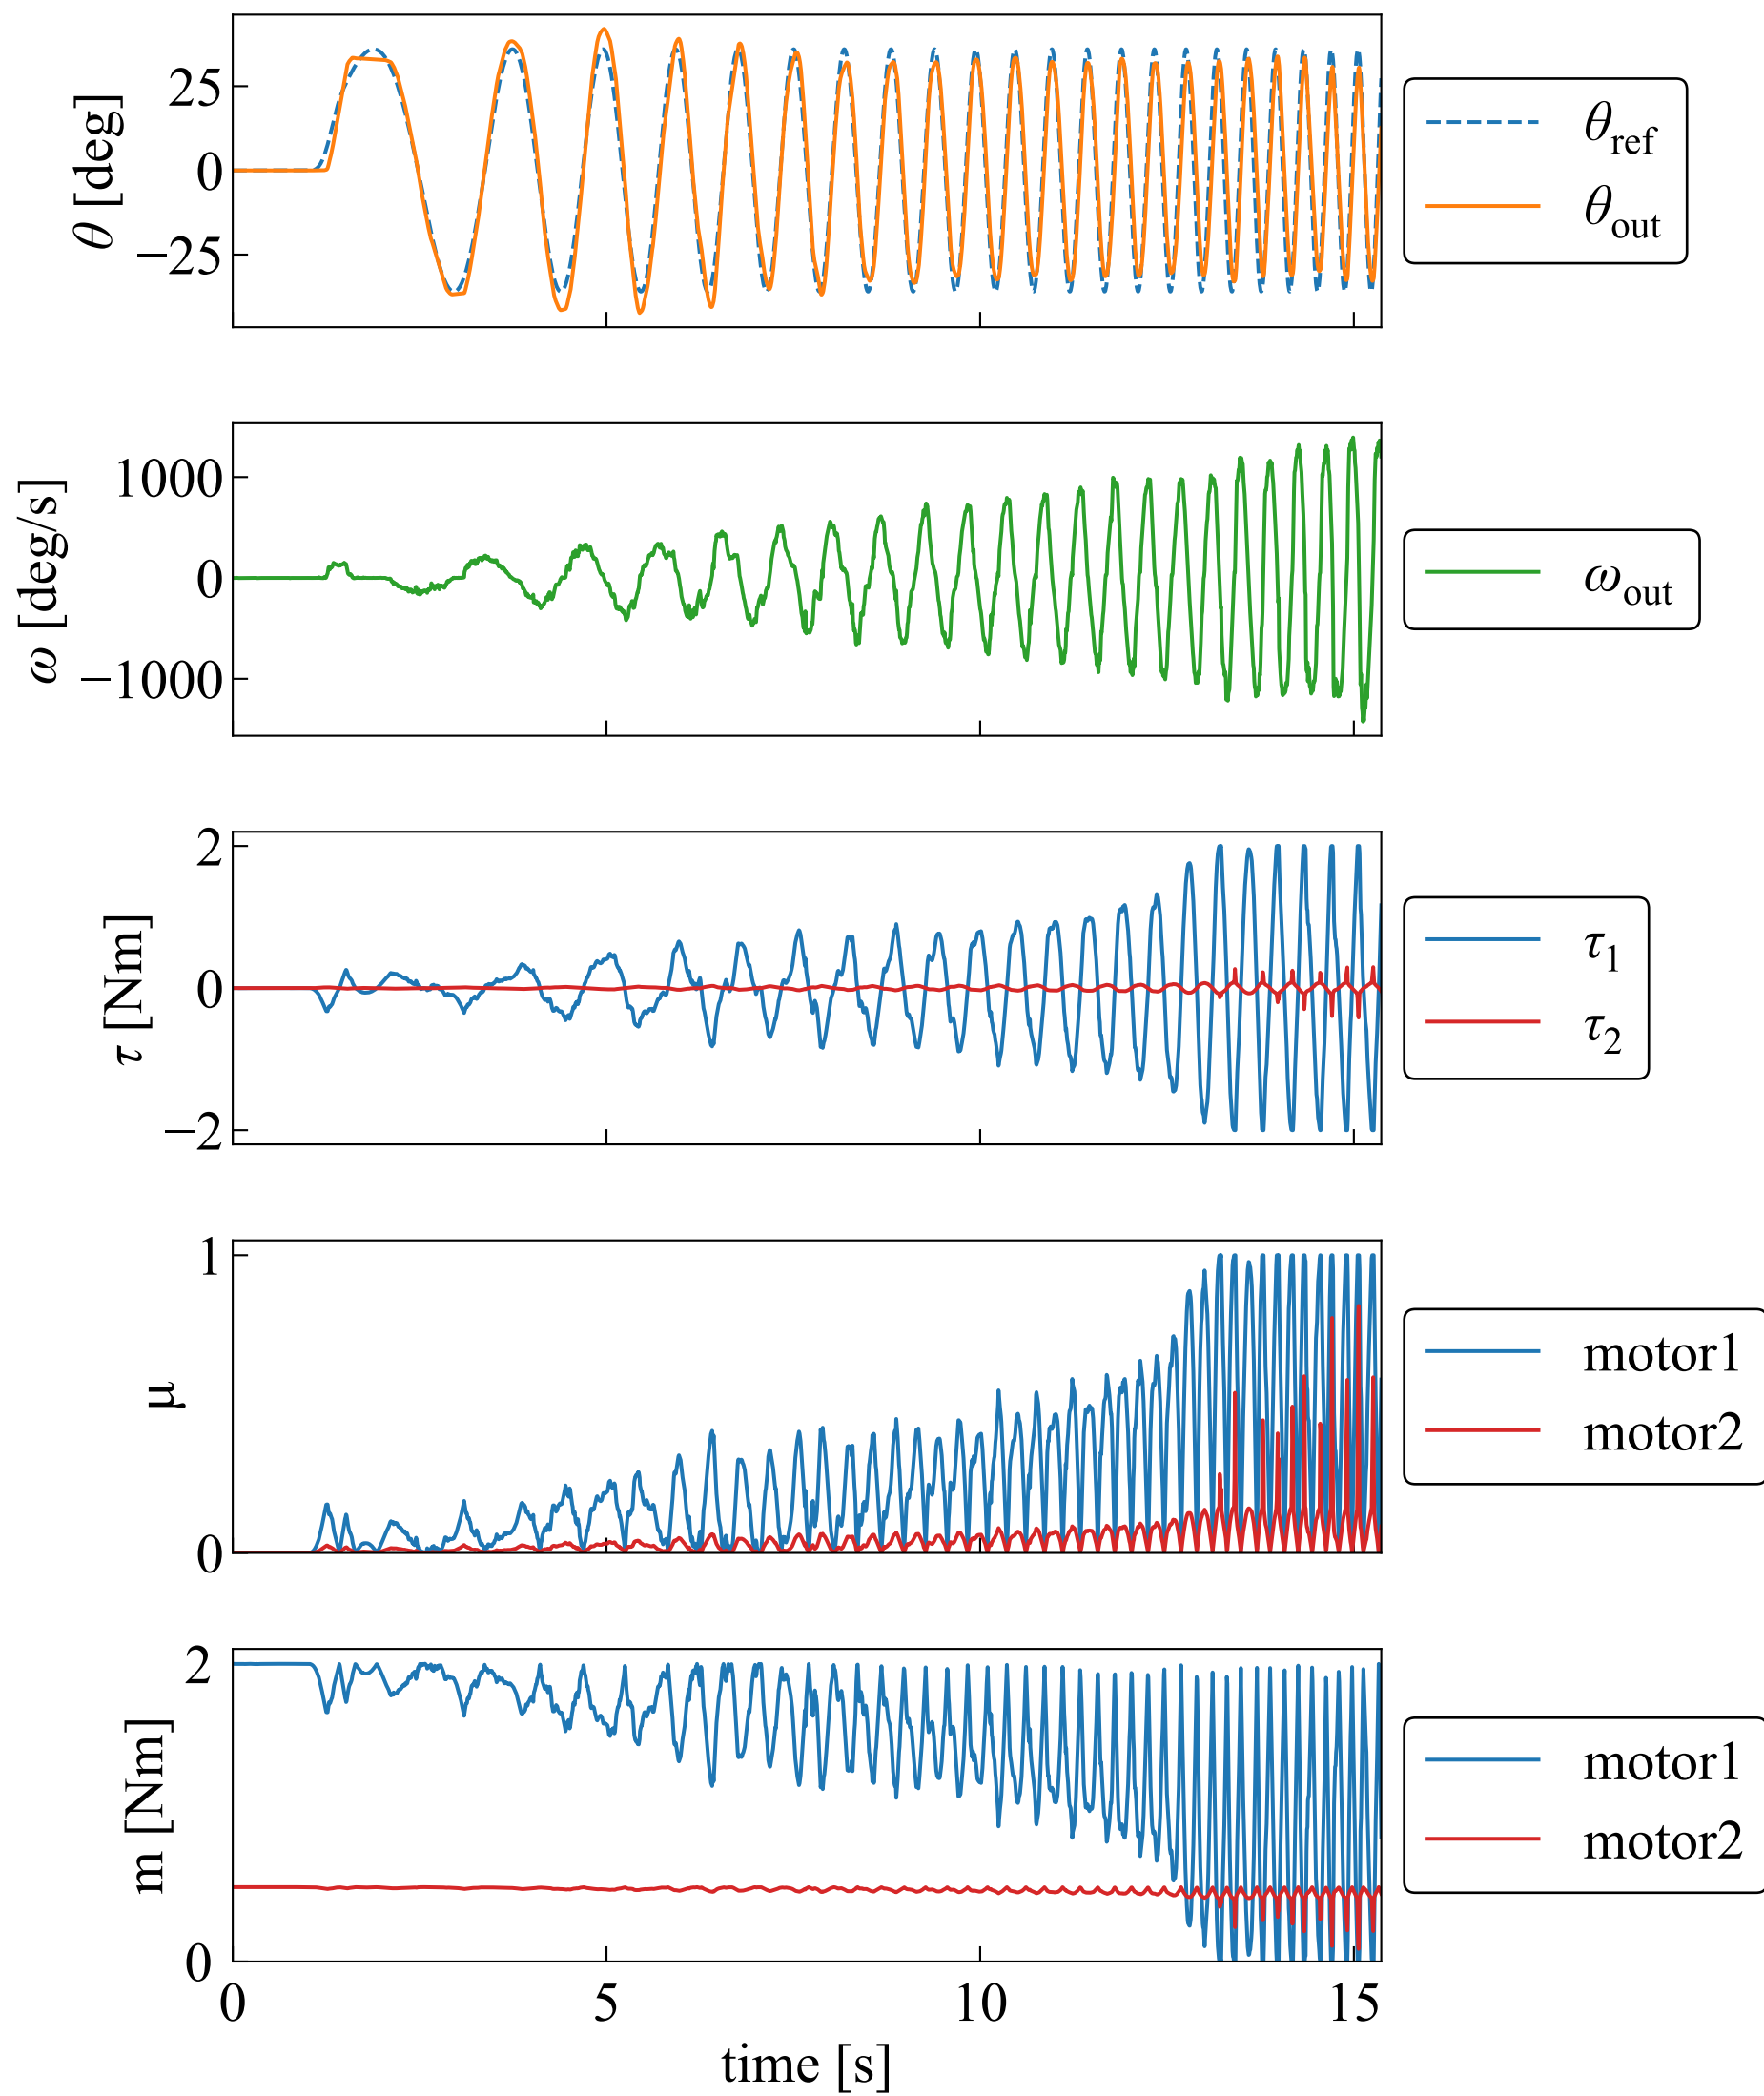 θ [deg]
25
0
−25
θref
θout
ω [deg/s]
1000
0
−1000
ωout
τ [Nm]
2
0
−2
τ1
τ2
μ
1
0
motor1
motor2
m [Nm]
2
0
motor1
motor2
0 5 10 15
time [s]